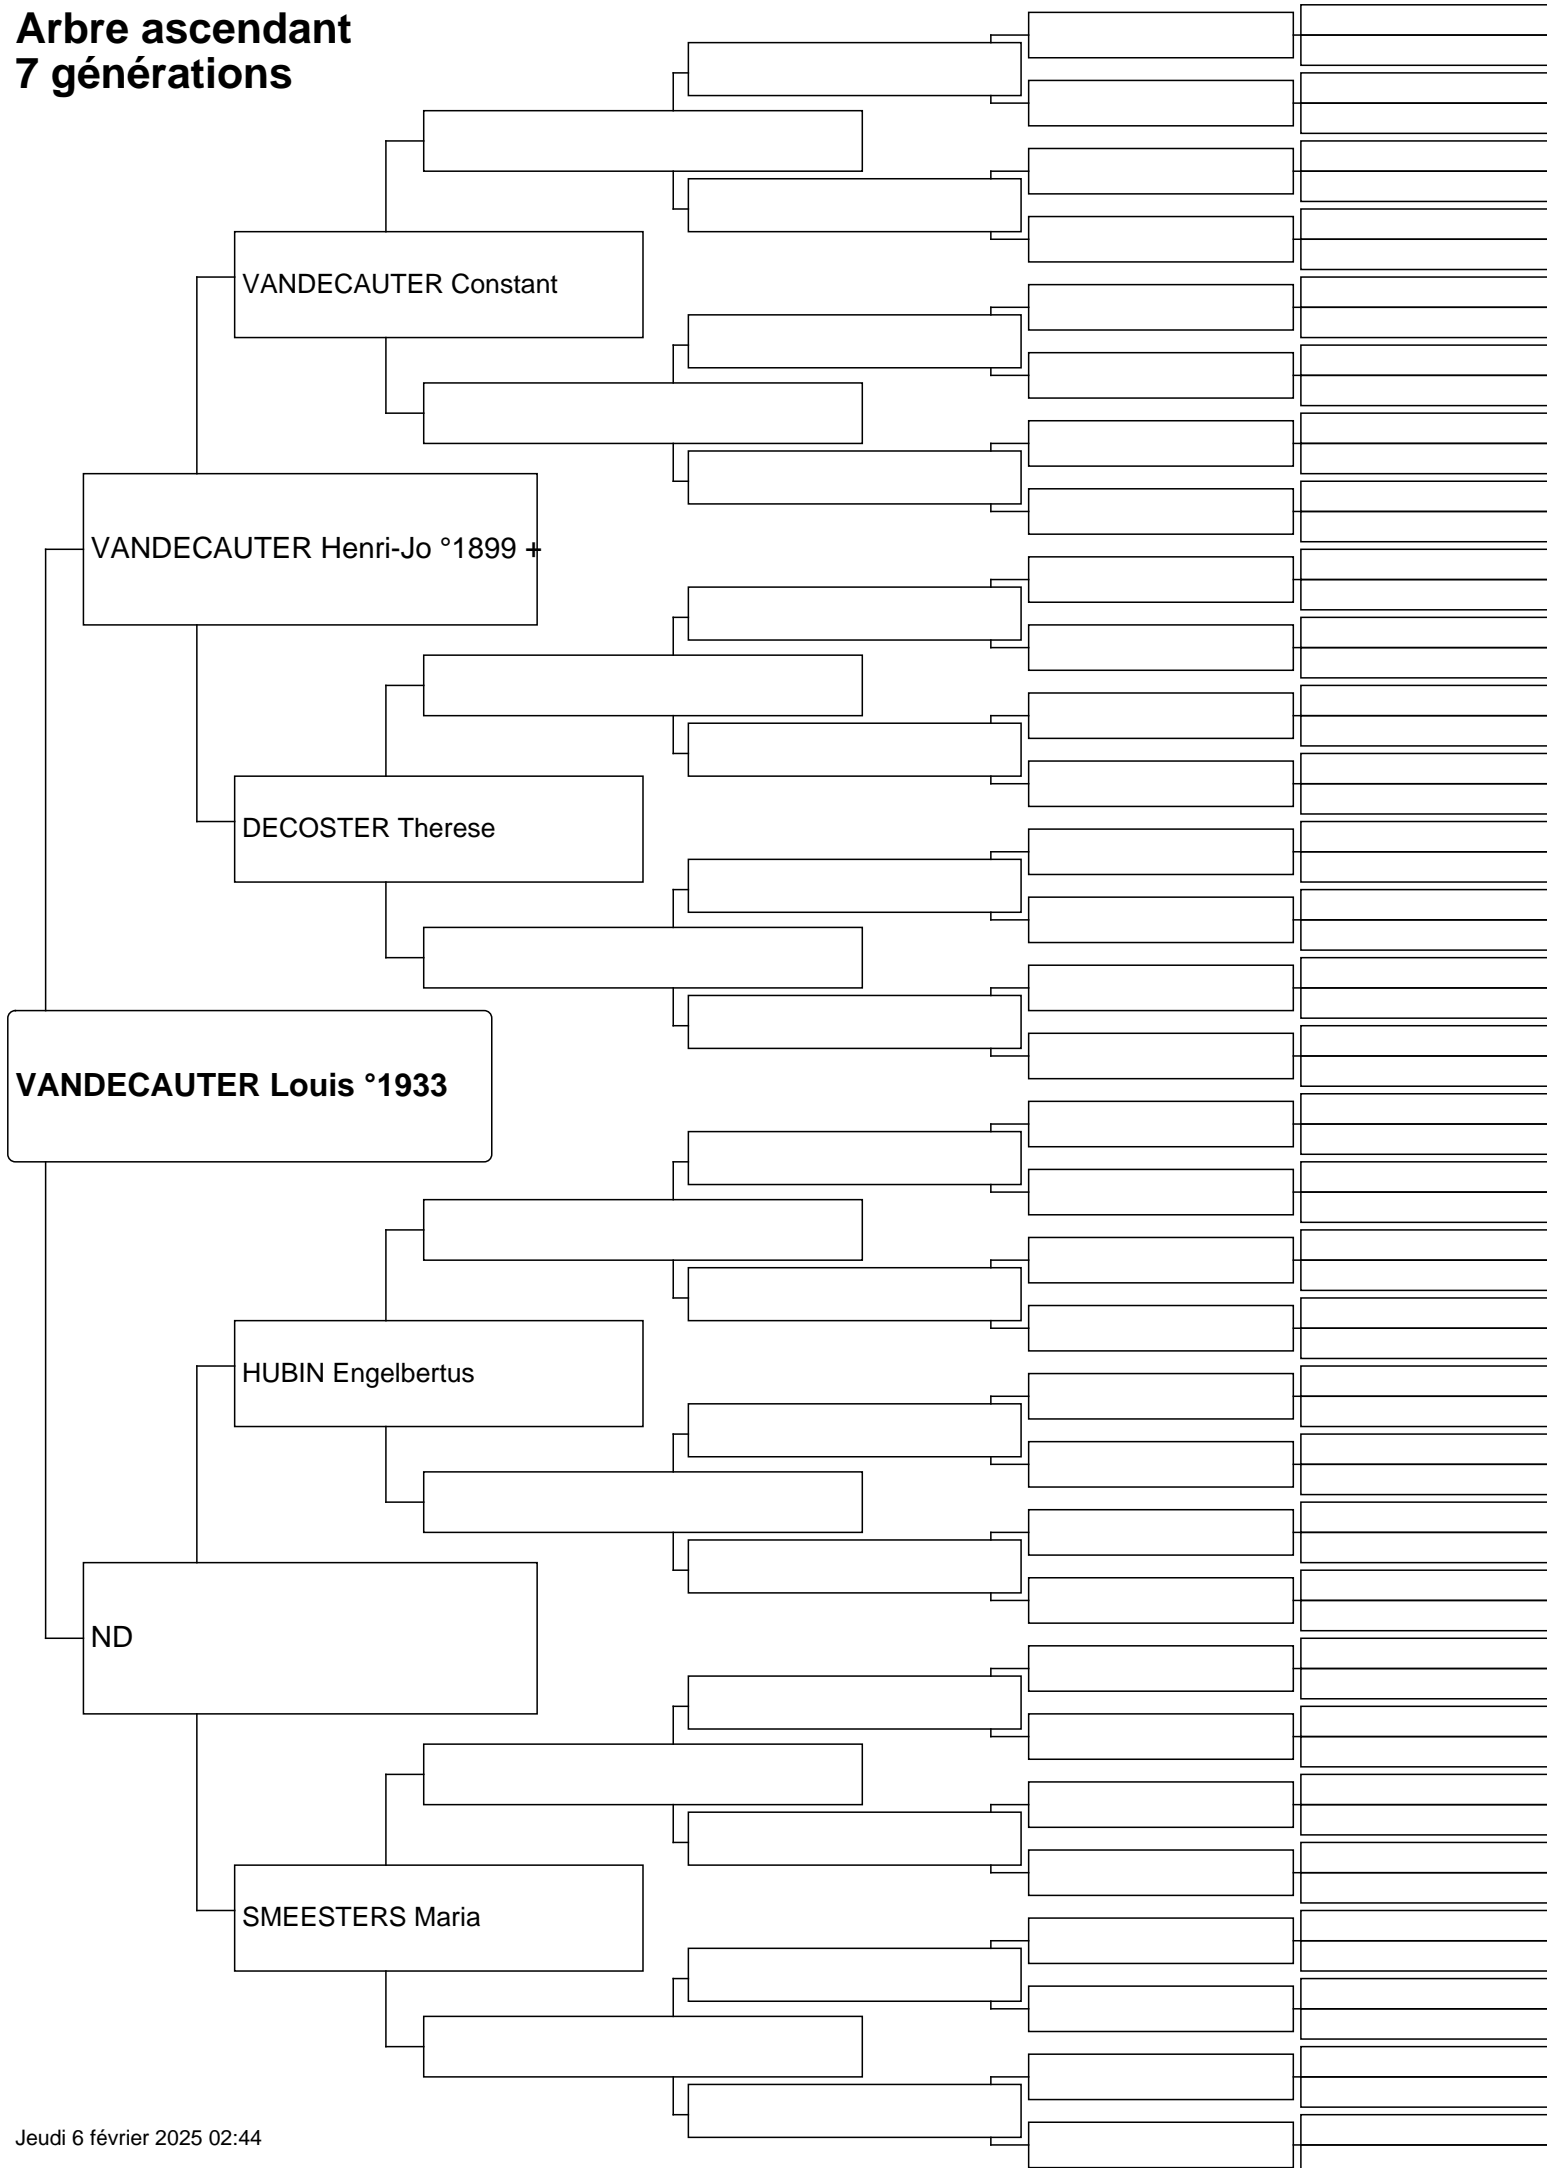 Arbre ascendant
7 générations
VANDECAUTER Constant
VANDECAUTER Henri-Jo °1899 +
DECOSTER Therese
VANDECAUTER Louis °1933
HUBIN Engelbertus
ND
SMEESTERS Maria
Jeudi 6 février 2025 02:44